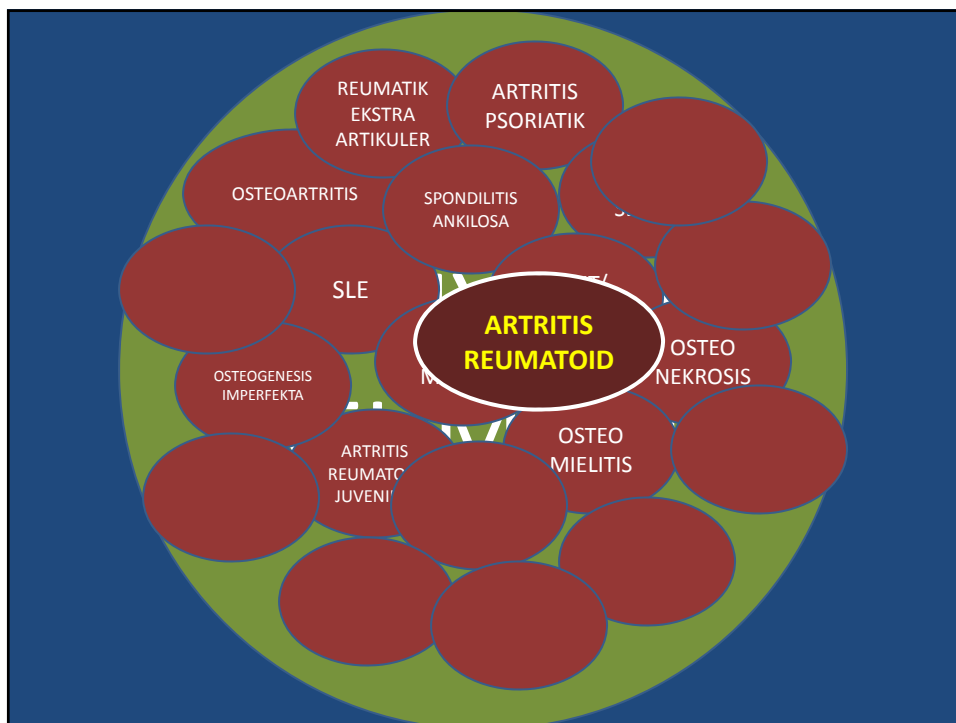 REUMATIK
EKSTRA
ARTIKULER
ARTRITIS
PSORIATIK
OSTEOARTRITIS
SPONDILITIS
ANKILOSA
SLE
ARTRITIS
REUMATOID
OSTEO
NEKROSIS
OSTEOGENESIS
IMPERFEKTA
OSTEO
MIELITIS
ARTRITIS